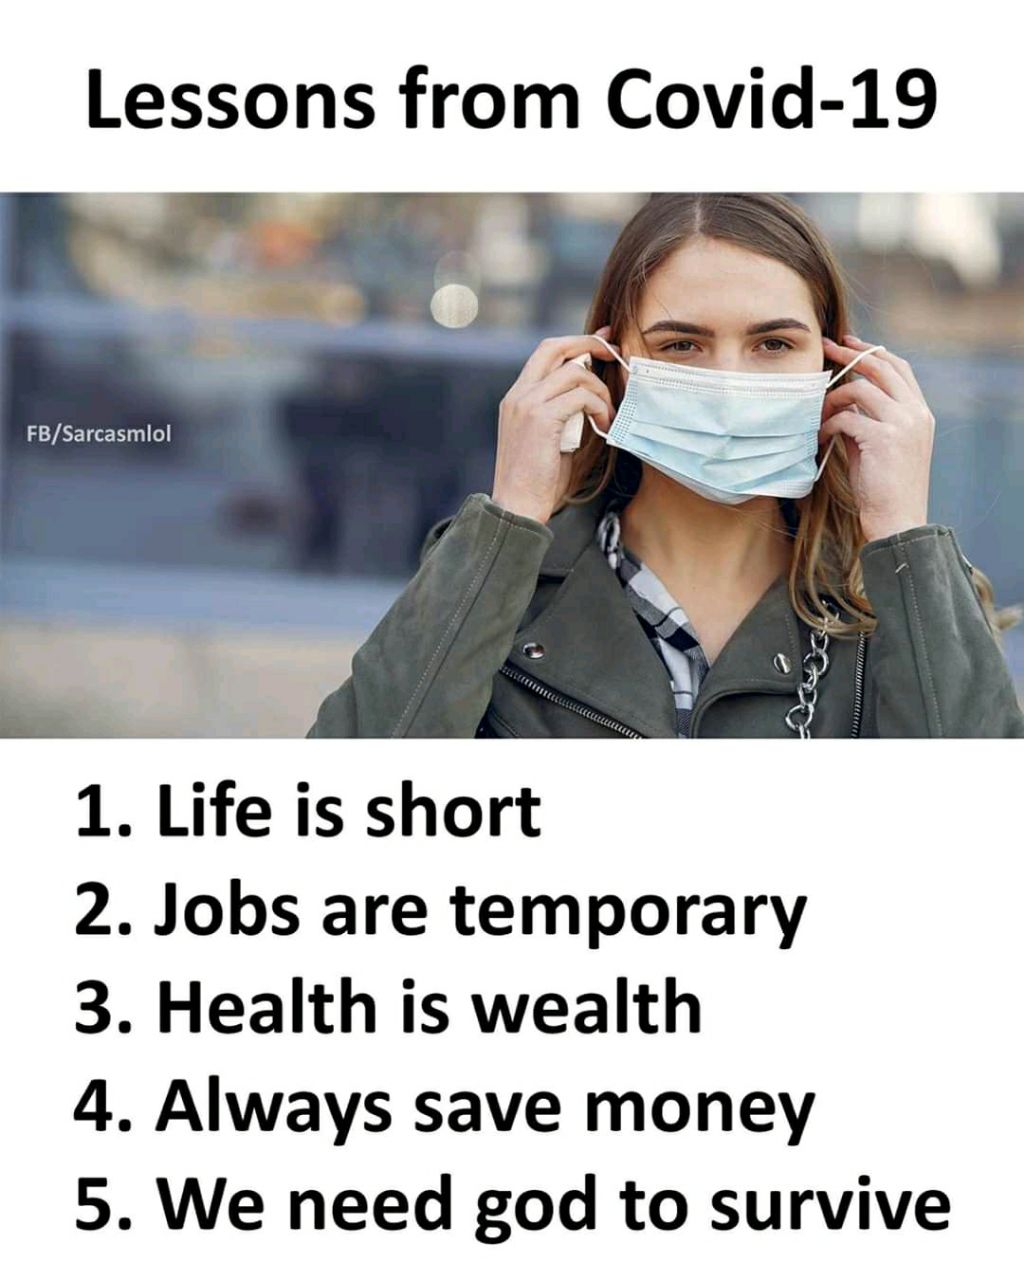 Lessons from Covid-19
FB/Sarcasmlol
1. Life is short
2. Jobs are temporary
3. Health is wealth
4. Always save money
5. We need god to survive